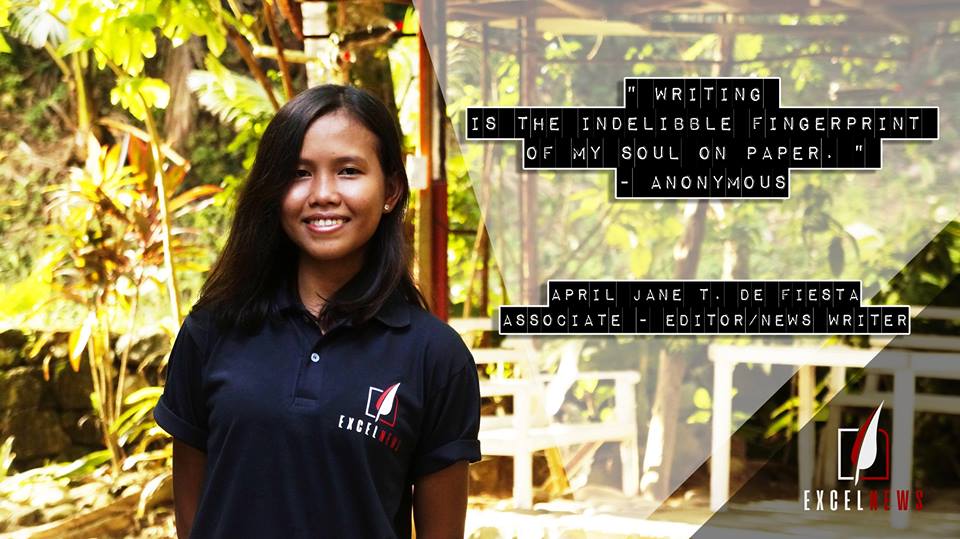 " WRITING
IS THE INDELIBBLE FINGERPRINT
OF MY SOUL ON PAPER. "
- ANONYMOUS
APRIL JANE T. DE FIESTA
ASSOCIATE - EDITOR/NEWS WRITER
EXCELNEWS
EXCELNEWS